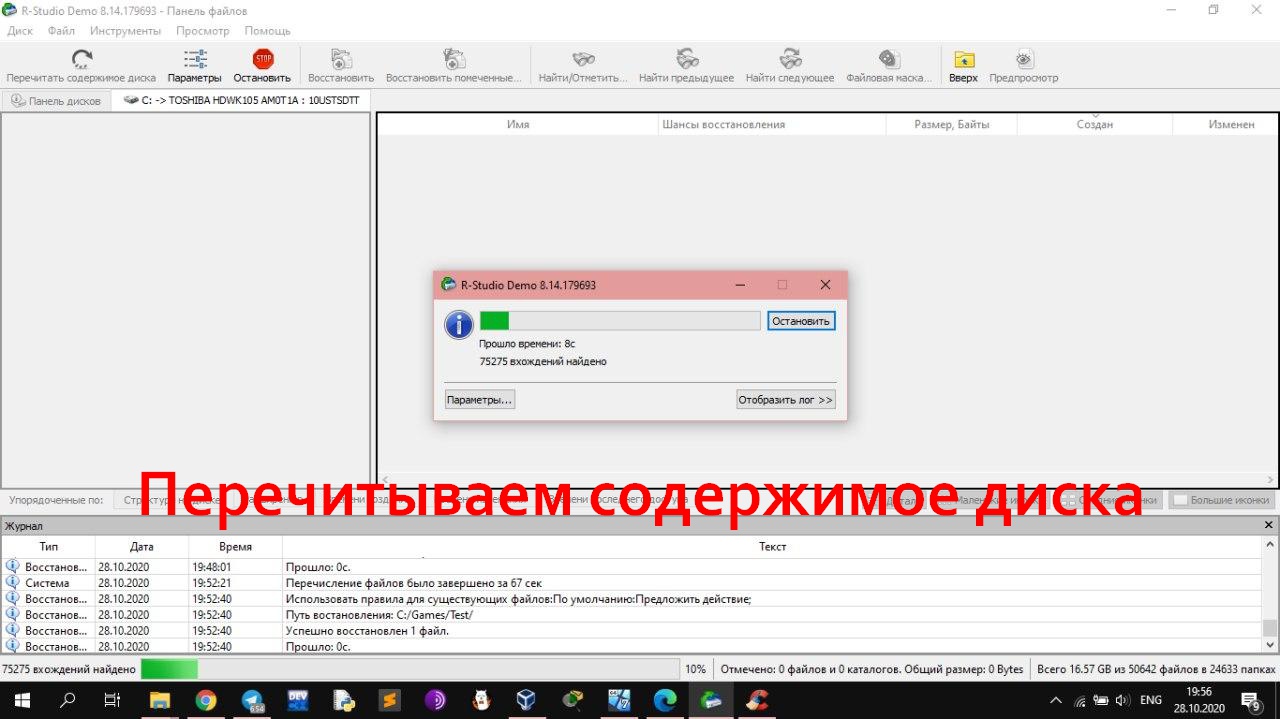 R-Studio Demo 8.14.179693 - Панель файлов
Диск Файл Инструменты Просмотр Помощь
Перечитать содержимое диска Параметры Остановить Восстановить Восстановить помеченные... Найти/Отметить... Найти предыдущее Найти следующее Файловая маска... Вверх Предпросмотр
Панель дисков C: -> TOSHIBA HDWK105 AM0T1A : 10USTSDTT
Имя Шансы восстановления Размер, Байты Создан Изменен
R-Studio Demo 8.14.179693
Остановить
Прошло времени: 8с
75275 вхождений найдено
Параметры... Отобразить лог >>
Перечитываем содержимое диска
Упорядоченные по: Большие иконки
Журнал
Тип Дата Время Текст
Восстанов... 28.10.2020 19:48:01 Прошло: 0с.
Система 28.10.2020 19:52:21 Перечисление файлов было завершено за 67 сек
Восстанов... 28.10.2020 19:52:40 Использовать правила для существующих файлов:По умолчанию:Предложить действие;
Восстанов... 28.10.2020 19:52:40 Путь востановления: C:/Games/Test/
Восстанов... 28.10.2020 19:52:40 Успешно восстановлен 1 файл.
Восстанов... 28.10.2020 19:52:40 Прошло: 0с.
75275 вхождений найдено 10% Отмечено: 0 файлов и 0 каталогов. Общий размер: 0 Bytes Всего 16.57 GB из 50642 файлов в 24633 папках
STOP
654 DEV ENG 19:56
28.10.2020
9